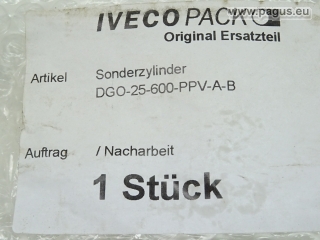 © www.pagus.eu
IVECO PACK
Original Ersatzteil
Artikel Sonderzylinder
DGO-25-600-PPV-A-B
Auftrag / Nacharbeit
1 Stück